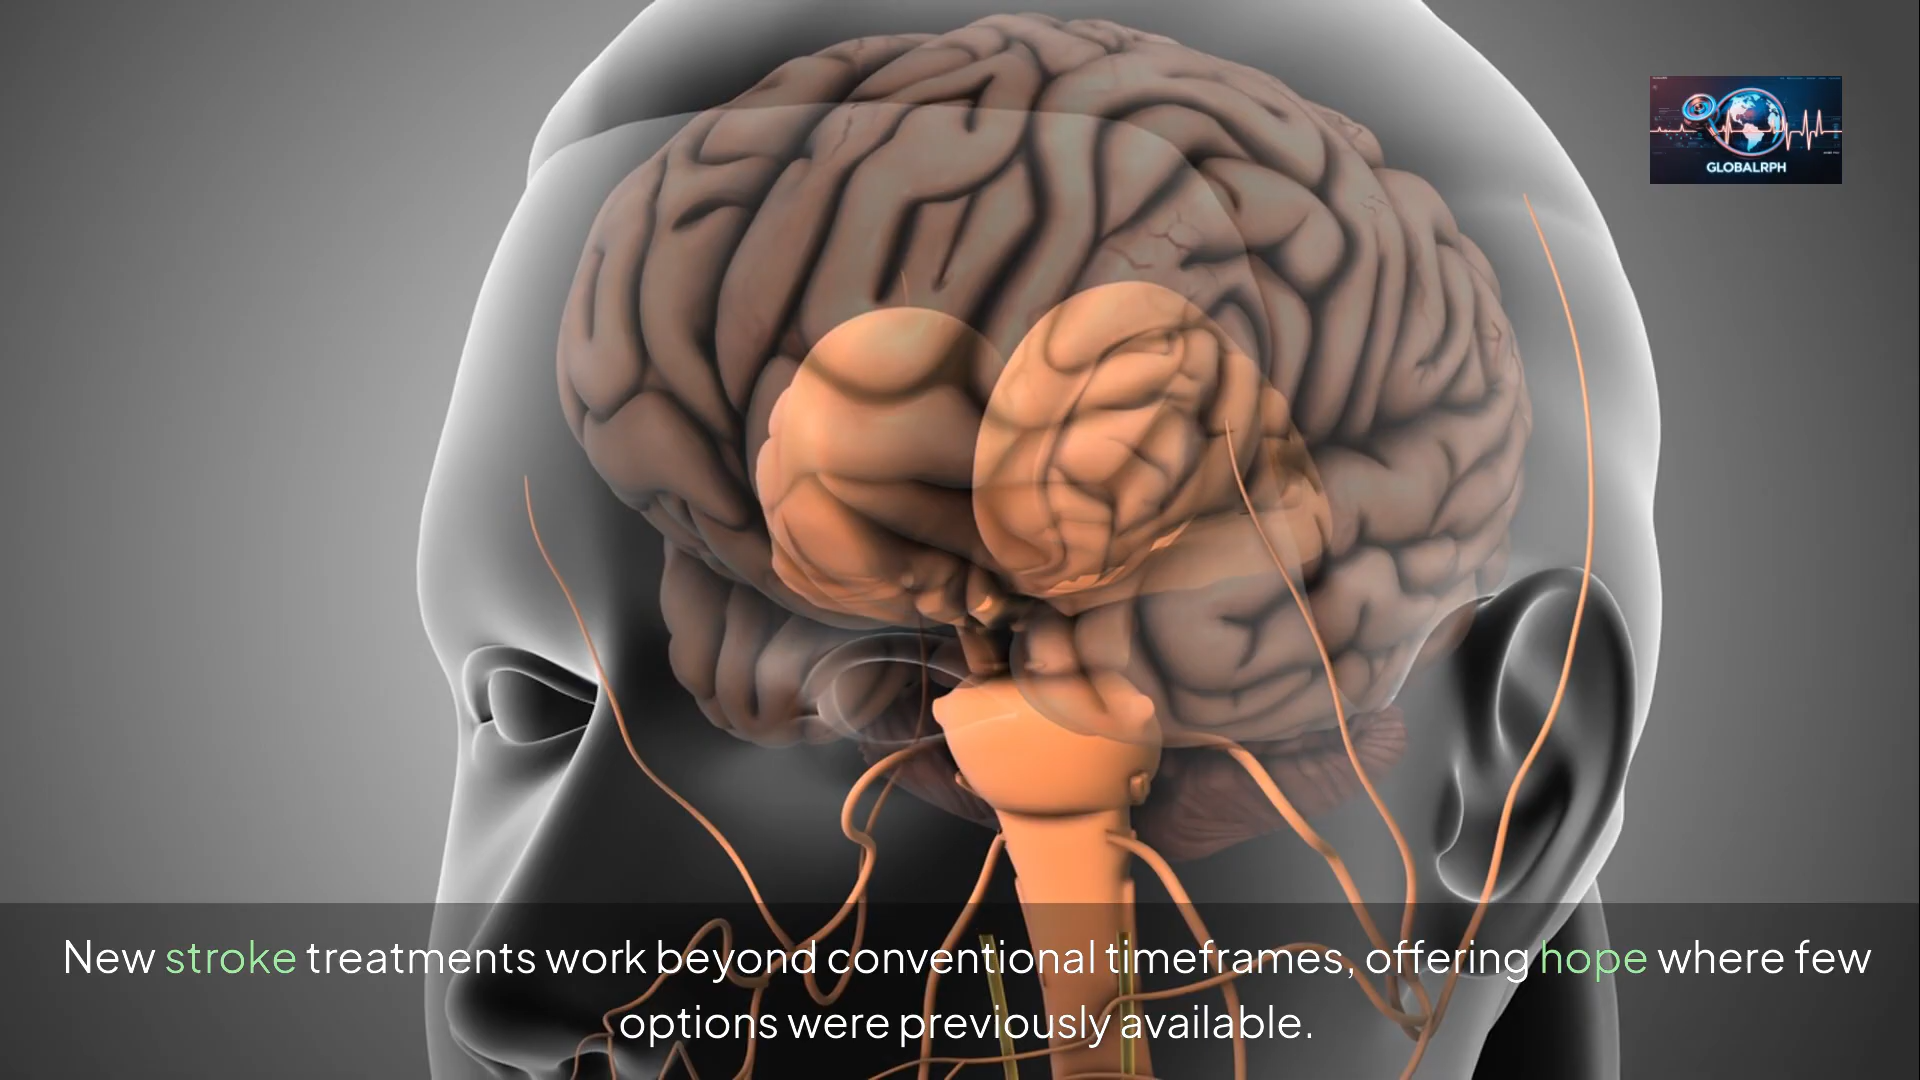 GLOBALRPH
New stroke treatments work beyond conventional timeframes, offering hope where few
options were previously available.